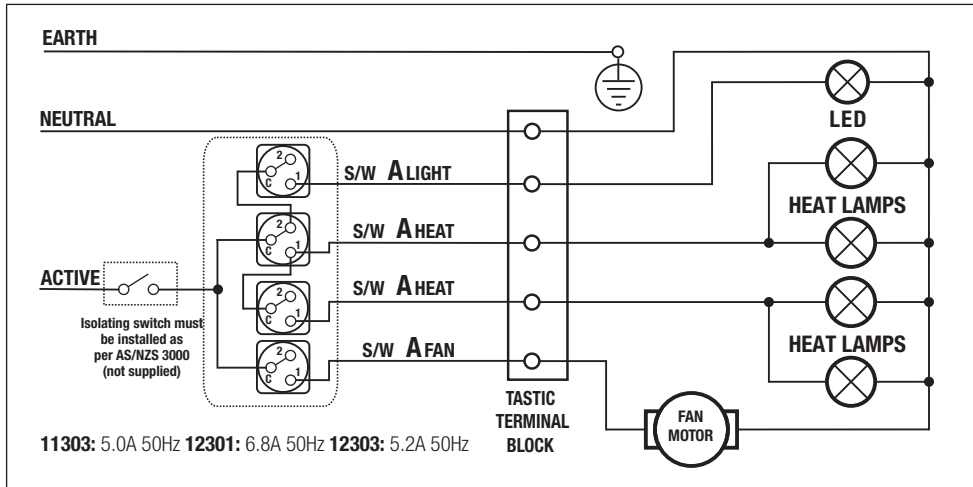 EARTH
NEUTRAL
2
C 1
S/W A LIGHT
LED
2
C 1
S/W A HEAT
HEAT LAMPS
ACTIVE
2
C 1
S/W A HEAT
Isolating switch must
be installed as
per AS/NZS 3000
(not supplied)
HEAT LAMPS
2
C 1
S/W A FAN
TASTIC
TERMINAL
BLOCK
FAN
MOTOR
11303: 5.0A 50Hz 12301: 6.8A 50Hz 12303: 5.2A 50Hz